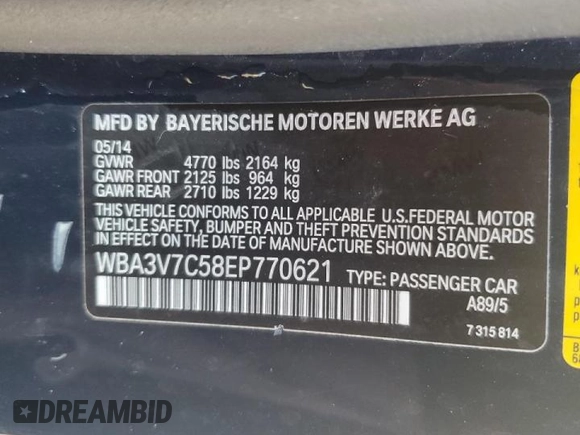 MFD BY BAYERISCHE MOTOREN WERKE AG
05/14
GVWR 4770 lbs 2164 kg
GAWR FRONT 2125 lbs 964 kg
GAWR REAR 2710 lbs 1229 kg
THIS VEHICLE CONFORMS TO ALL APPLICABLE U.S.FEDERAL MOTOR
VEHICLE SAFETY, BUMPER AND THEFT PREVENTION STANDARDS
IN EFFECT ON THE DATE OF MANUFACTURE SHOWN ABOVE.
WBA3V7C58EP770621 TYPE: PASSENGER CAR
A89/5
7 315 814
DREAMBID